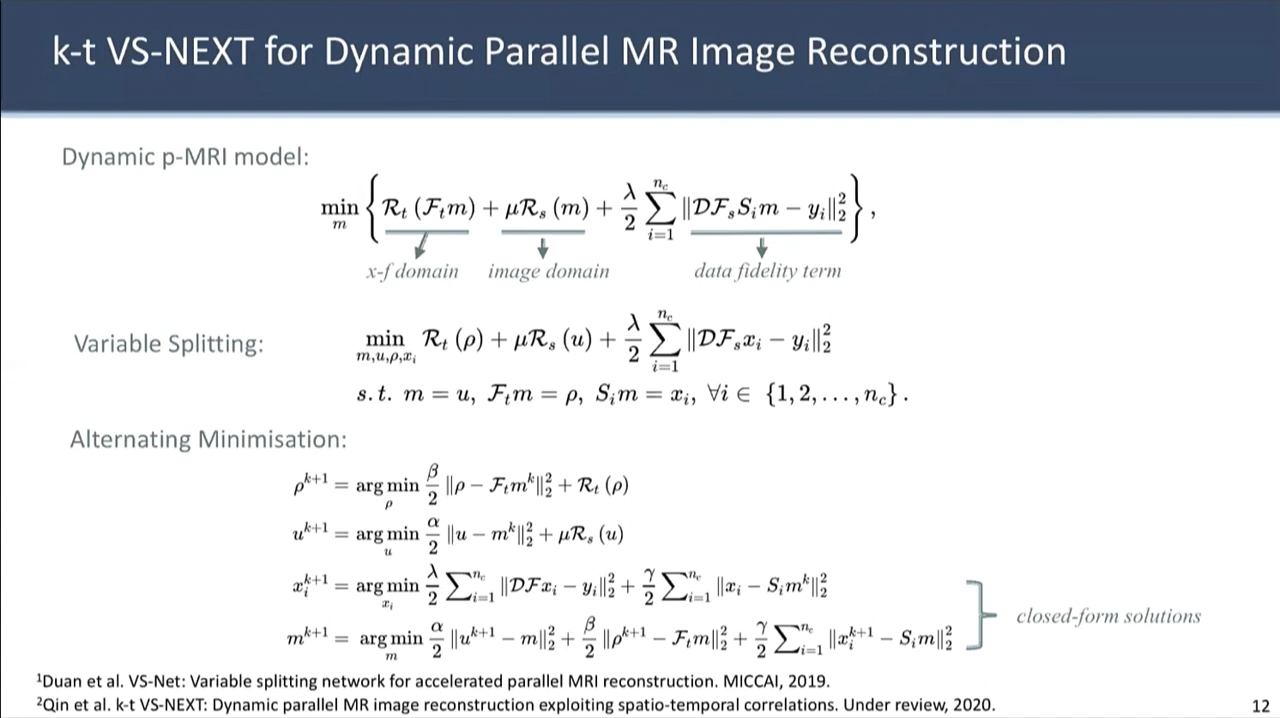 k-t VS-NEXT for Dynamic Parallel MR Image Reconstruction
Dynamic p-MRI model:
min_m { R_t (F_t m) + μR_s (m) + λ/2 ∑_{i=1}^{n_c} ‖DF_s S_i m − y_i‖_2^2 } ,
x-f domain image domain data fidelity term
Variable Splitting:
min_{m,u,ρ,x_i} R_t (ρ) + μR_s (u) + λ/2 ∑_{i=1}^{n_c} ‖DF_s x_i − y_i‖_2^2
s.t. m = u, F_t m = ρ, S_i m = x_i, ∀i ∈ {1, 2, . . . , n_c} .
Alternating Minimisation:
ρ^{k+1} = arg min_ρ β/2 ‖ρ − F_t m^k‖_2^2 + R_t (ρ)
u^{k+1} = arg min_u α/2 ‖u − m^k‖_2^2 + μR_s (u)
x_i^{k+1} = arg min_{x_i} λ/2 ∑_{i=1}^{n_c} ‖DF x_i − y_i‖_2^2 + γ/2 ∑_{i=1}^{n_c} ‖x_i − S_i m^k‖_2^2
m^{k+1} = arg min_m α/2 ‖u^{k+1} − m‖_2^2 + β/2 ‖ρ^{k+1} − F_t m‖_2^2 + γ/2 ∑_{i=1}^{n_c} ‖x_i^{k+1} − S_i m‖_2^2
closed-form solutions
¹Duan et al. VS-Net: Variable splitting network for accelerated parallel MRI reconstruction. MICCAI, 2019.
²Qin et al. k-t VS-NEXT: Dynamic parallel MR image reconstruction exploiting spatio-temporal correlations. Under review, 2020.
12